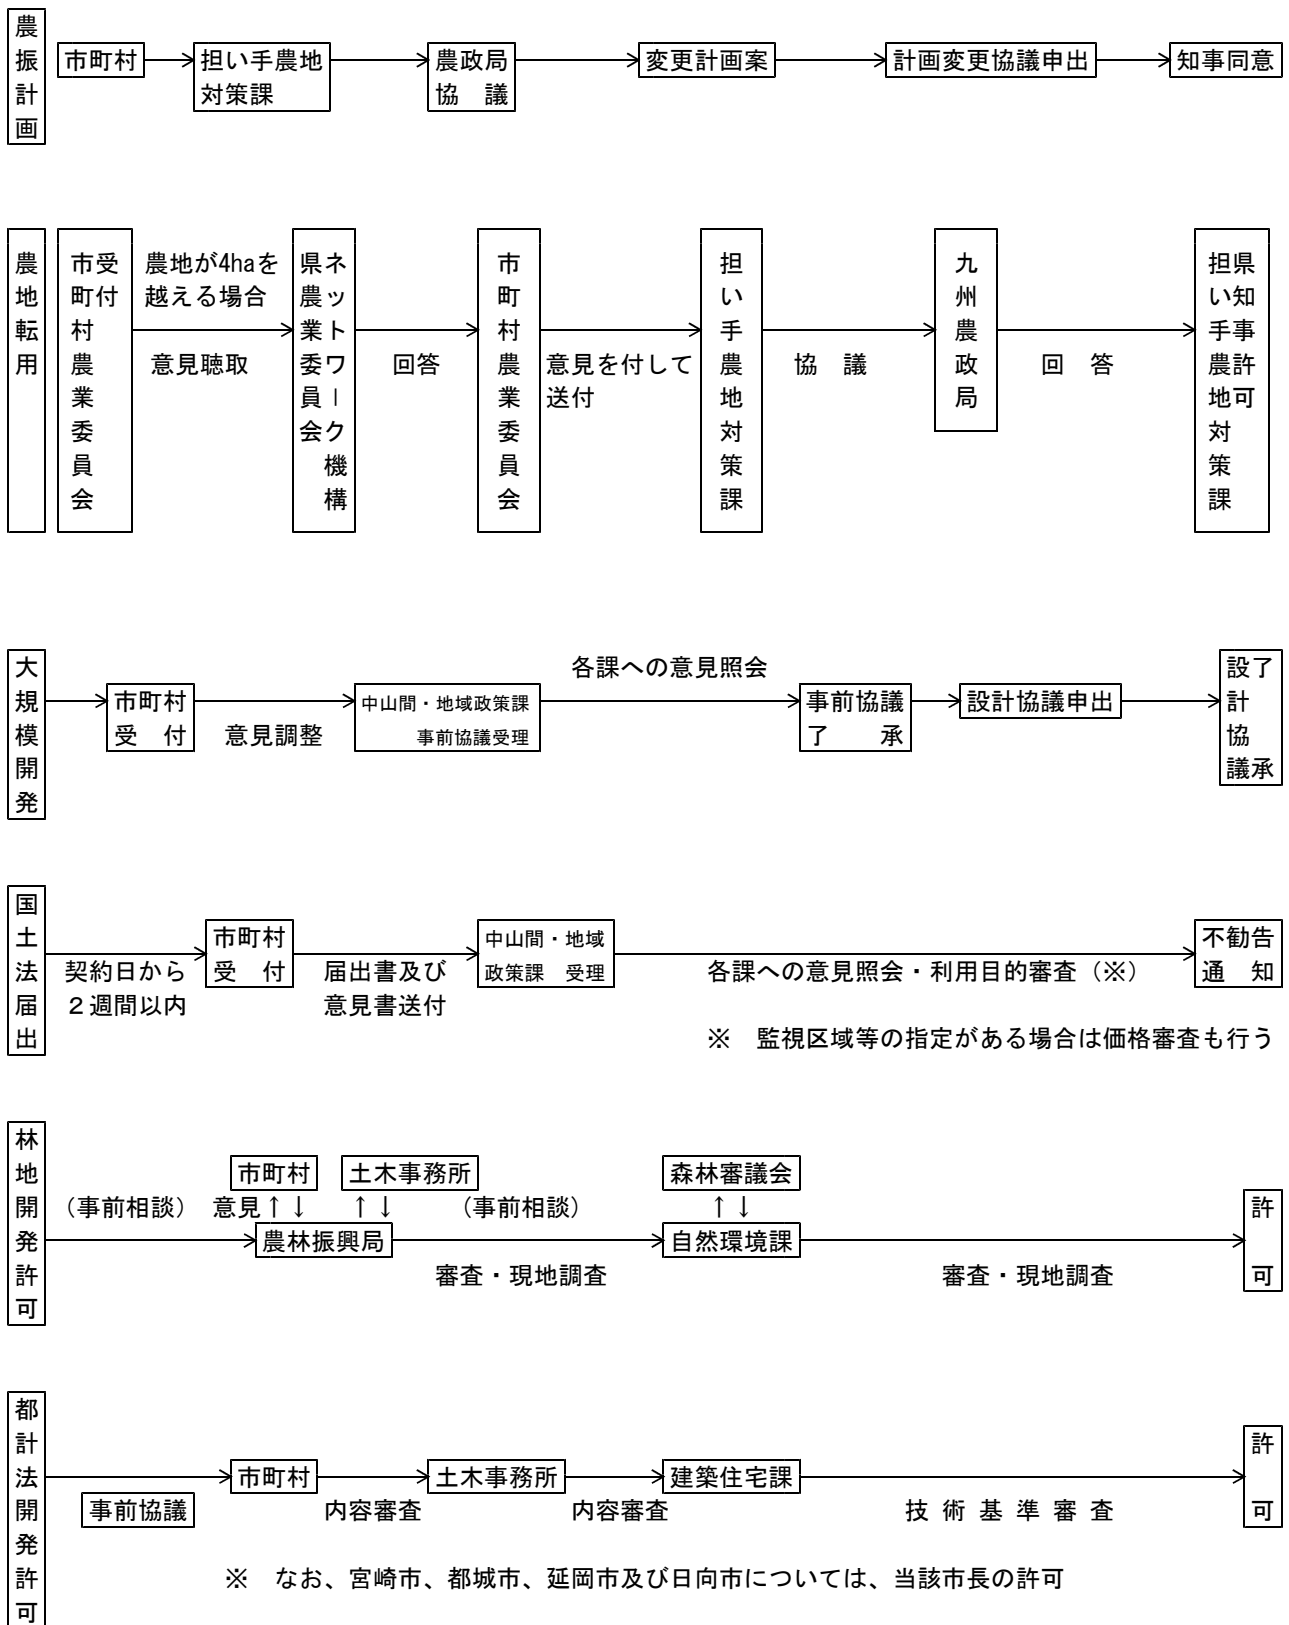 農振計画
市町村
担い手農地
対策課
農政局
協　議
変更計画案
計画変更協議申出
知事同意
農地転用
受付
市町村農業委員会
農地が4haを
越える場合
意見聴取
ネットワーク機構
県農業委員会
回答
市町村農業委員会
意見を付して
送付
担い手農地対策課
協　議
九州農政局
回　答
県知事許可
担い手農地対策課
大規模開発
市町村
受　付
意見調整
中山間・地域政策課
事前協議受理
各課への意見照会
事前協議
了　　承
設計協議申出
設計協議
了承
国土法届出
契約日から
２週間以内
市町村
受　付
届出書及び
意見書送付
中山間・地域
政策課　受理
各課への意見照会・利用目的審査（※）
不勧告
通　知
※　監視区域等の指定がある場合は価格審査も行う
林地開発許可
（事前相談）
市町村
意見↑↓
土木事務所
↑↓
農林振興局
（事前相談）
審査・現地調査
森林審議会
↑↓
自然環境課
審査・現地調査
許可
都計法開発許可
事前協議
市町村
内容審査
土木事務所
内容審査
建築住宅課
技 術 基 準 審 査
許可
※　なお、宮崎市、都城市、延岡市及び日向市については、当該市長の許可